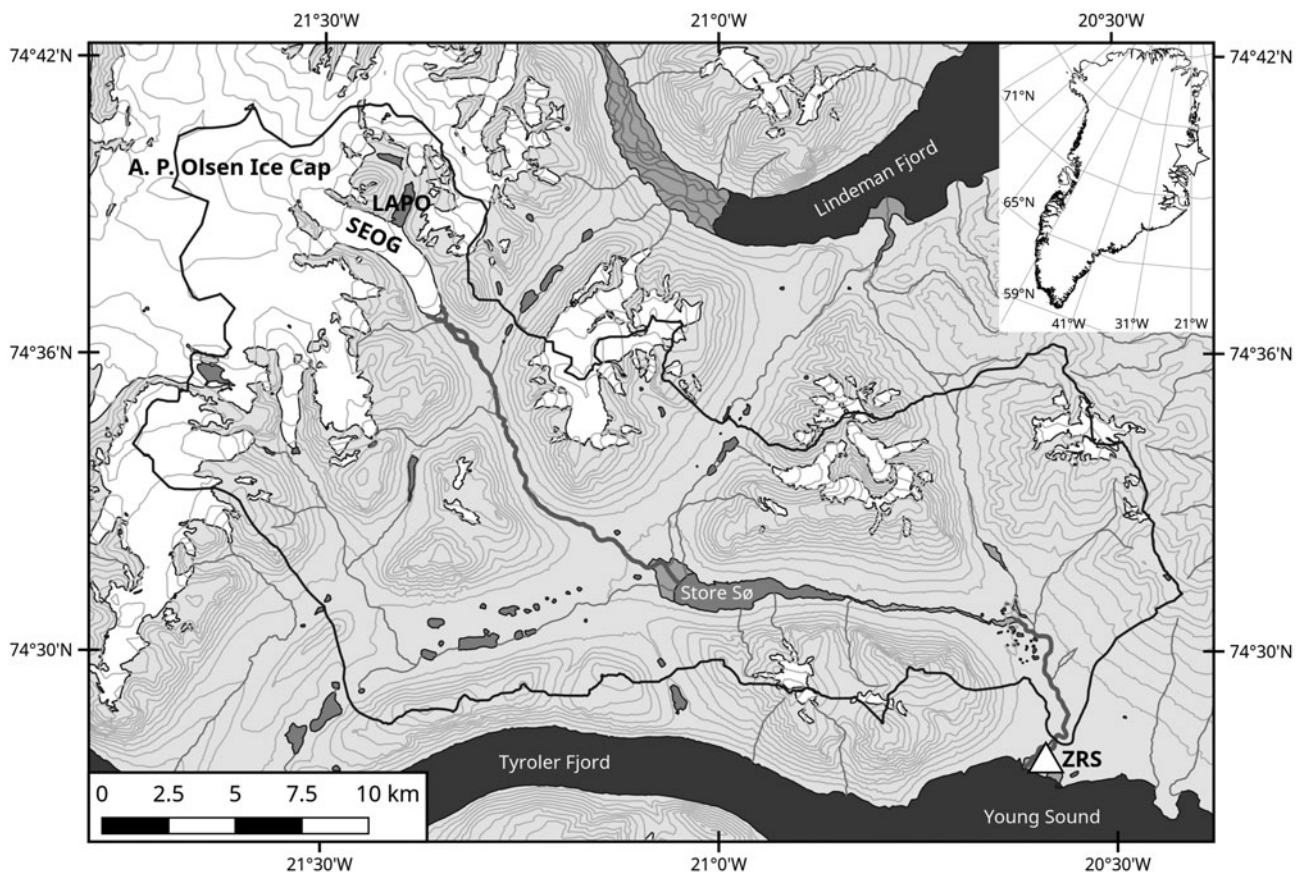 21°30'W 21°0'W 20°30'W
74°42'N 74°42'N
71°N
A. P. Olsen Ice Cap
Lindeman Fjord
LAPO
65°N
SEOG
59°N
41°W 31°W 21°W
74°36'N 74°36'N
Store Sø
74°30'N 74°30'N
ZRS
Tyroler Fjord
0 2.5 5 7.5 10 km
Young Sound
21°30'W 21°0'W 20°30'W